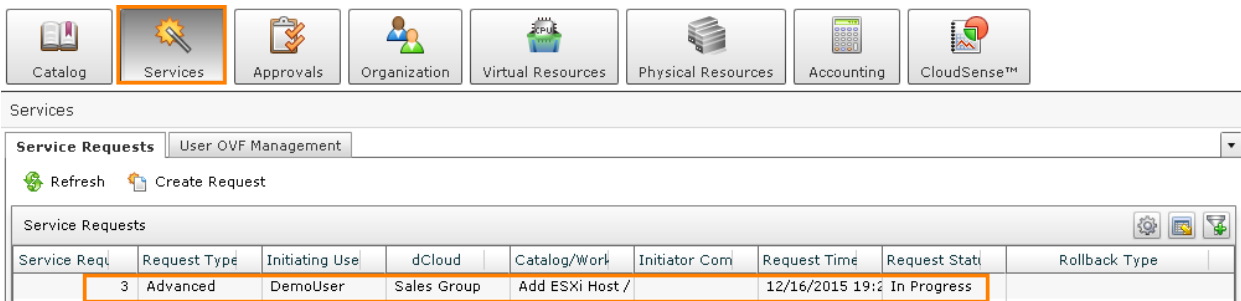 CPU
Catalog Services Approvals Organization Virtual Resources Physical Resources Accounting CloudSense™
Services
Service Requests User OVF Management
Refresh Create Request
Service Requests
Service Requ Request Type Initiating Use dCloud Catalog/Work Initiator Com Request Time Request Statu Rollback Type
3 Advanced DemoUser Sales Group Add ESXi Host / 12/16/2015 19:2 In Progress